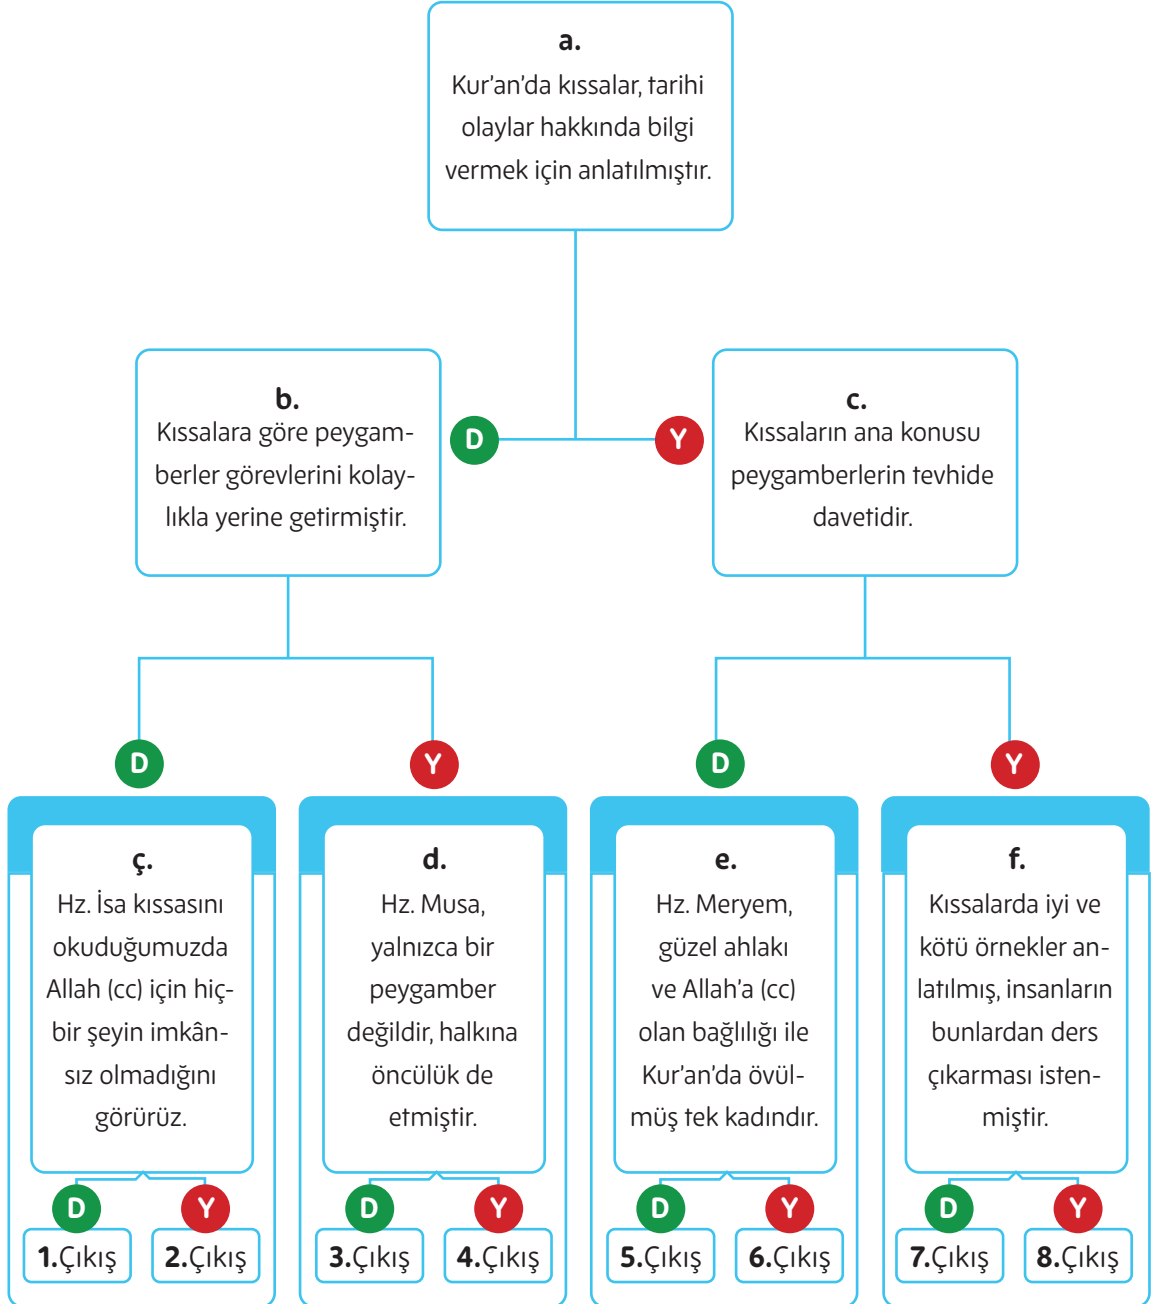 a.
Kur'an'da kıssalar, tarihi
olaylar hakkında bilgi
vermek için anlatılmıştır.
b.
Kıssalara göre peygam-
berler görevlerini kolay-
lıkla yerine getirmiştir.
D
Y
c.
Kıssaların ana konusu
peygamberlerin tevhide
davetidir.
D
Y
D
Y
ç.
Hz. İsa kıssasını
okuduğumuzda
Allah (cc) için hiç-
bir şeyin imkân-
sız olmadığını
görürüz.
D
Y
1.Çıkış
2.Çıkış
d.
Hz. Musa,
yalnızca bir
peygamber
değildir, halkına
öncülük de
etmiştir.
D
Y
3.Çıkış
4.Çıkış
e.
Hz. Meryem,
güzel ahlakı
ve Allah'a (cc)
olan bağlılığı ile
Kur'an'da övül-
müş tek kadındır.
D
Y
5.Çıkış
6.Çıkış
f.
Kıssalarda iyi ve
kötü örnekler an-
latılmış, insanların
bunlardan ders
çıkarması isten-
miştir.
D
Y
7.Çıkış
8.Çıkış